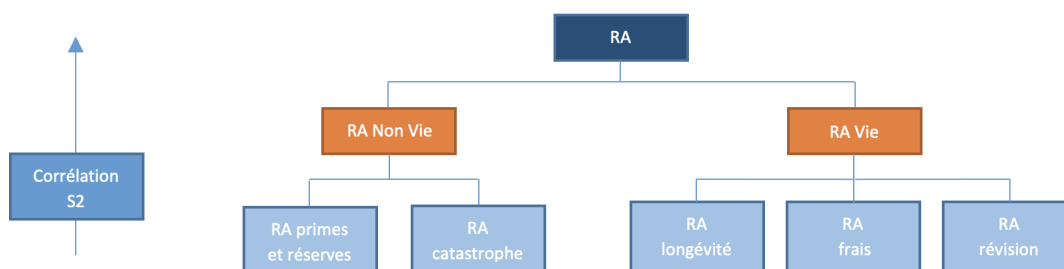 RA
RA Non Vie
RA Vie
Corrélation
S2
RA primes
et réserves
RA
catastrophe
RA
longévité
RA
frais
RA
révision